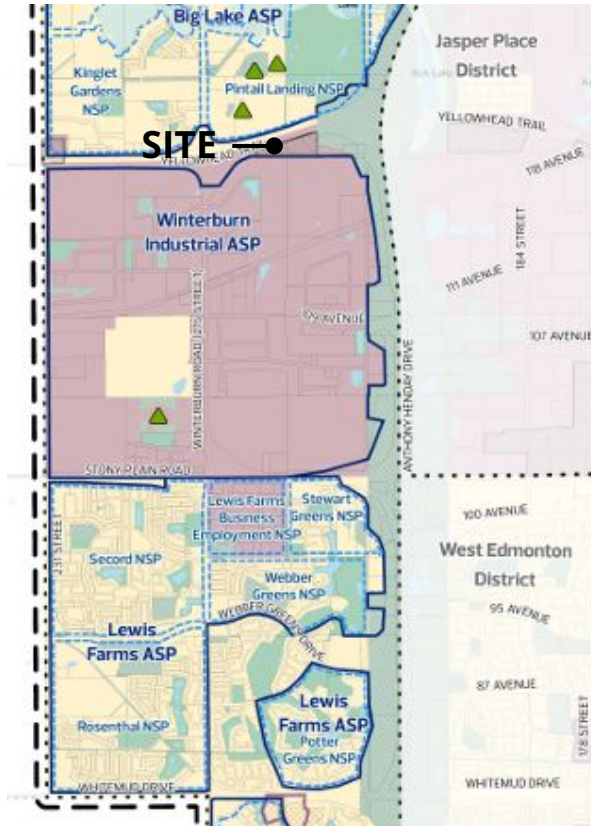 Big Lake ASP
Jasper Place
District
Kinglet
Gardens
NSP
Pintail Landing NSP
YELLOWHEAD TRAIL
SITE
118 AVENUE
184 STREET
Winterburn
Industrial ASP
111 AVENUE
109 AVENUE
107 AVENUE
WINTERBURN ROAD (215 STREET)
ANTHONY HENDAY DRIVE
STONY PLAIN ROAD
Lewis Farms
Business
Employment NSP
Stewart
Greens NSP
100 AVENUE
231 STREET
Secord NSP
West Edmonton
District
Webber
Greens NSP
95 AVENUE
WEBBER GREENS DRIVE
Lewis
Farms ASP
87 AVENUE
Lewis
Farms ASP
Potter
Greens NSP
Rosenthal NSP
178 STREET
WHITEMUD DRIVE
WHITEMUD DRIVE